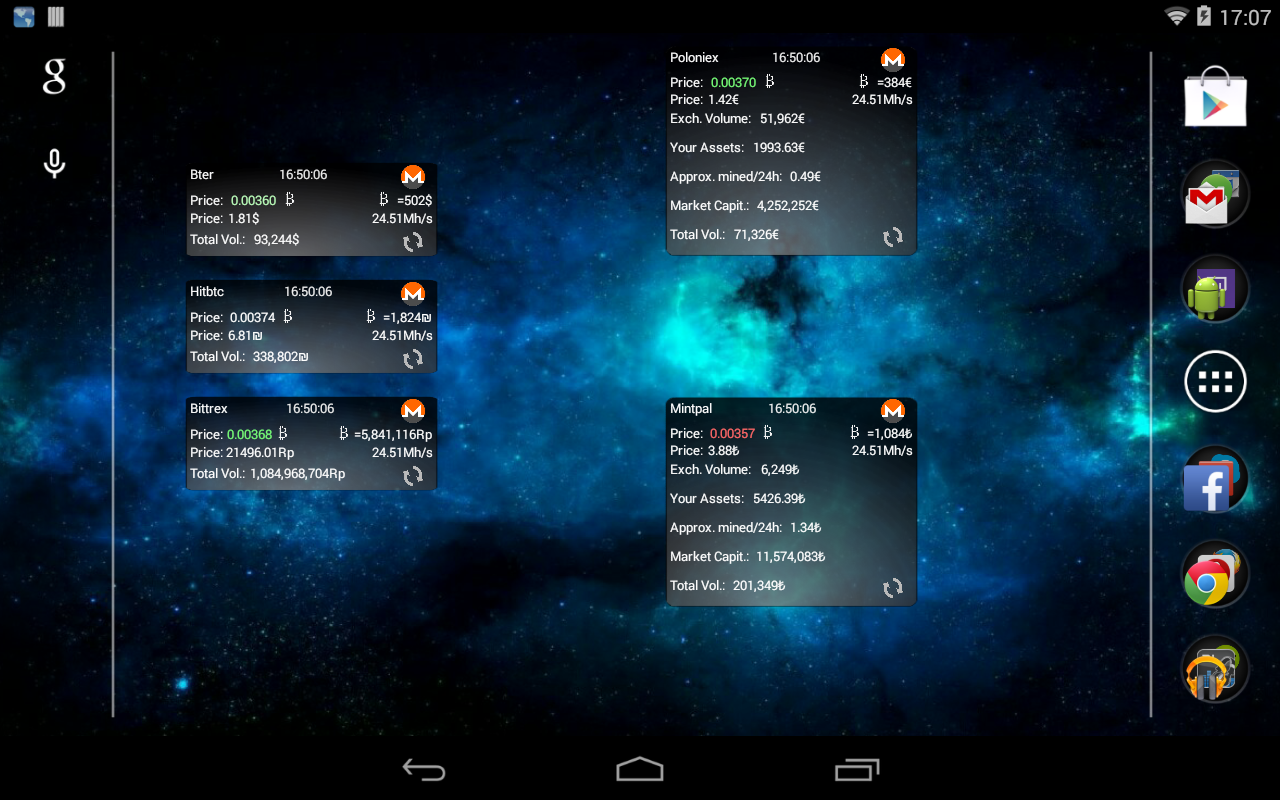 17:07
g
Bter 16:50:06
Price: 0.00360 ₿ ₿ =502$
Price: 1.81$ 24.51Mh/s
Total Vol.: 93,244$
Hitbtc 16:50:06
Price: 0.00374 ₿ ₿ =1,824₪
Price: 6.81₪ 24.51Mh/s
Total Vol.: 338,802₪
Bittrex 16:50:06
Price: 0.00368 ₿ ₿ =5,841,116Rp
Price: 21496.01Rp 24.51Mh/s
Total Vol.: 1,084,968,704Rp
Poloniex 16:50:06
Price: 0.00370 ₿ ₿ =384€
Price: 1.42€ 24.51Mh/s
Exch. Volume: 51,962€
Your Assets: 1993.63€
Approx. mined/24h: 0.49€
Market Capit.: 4,252,252€
Total Vol.: 71,326€
Mintpal 16:50:06
Price: 0.00357 ₿ ₿ =1,084₺
Price: 3.88₺ 24.51Mh/s
Exch. Volume: 6,249₺
Your Assets: 5426.39₺
Approx. mined/24h: 1.34₺
Market Capit.: 11,574,083₺
Total Vol.: 201,349₺
f